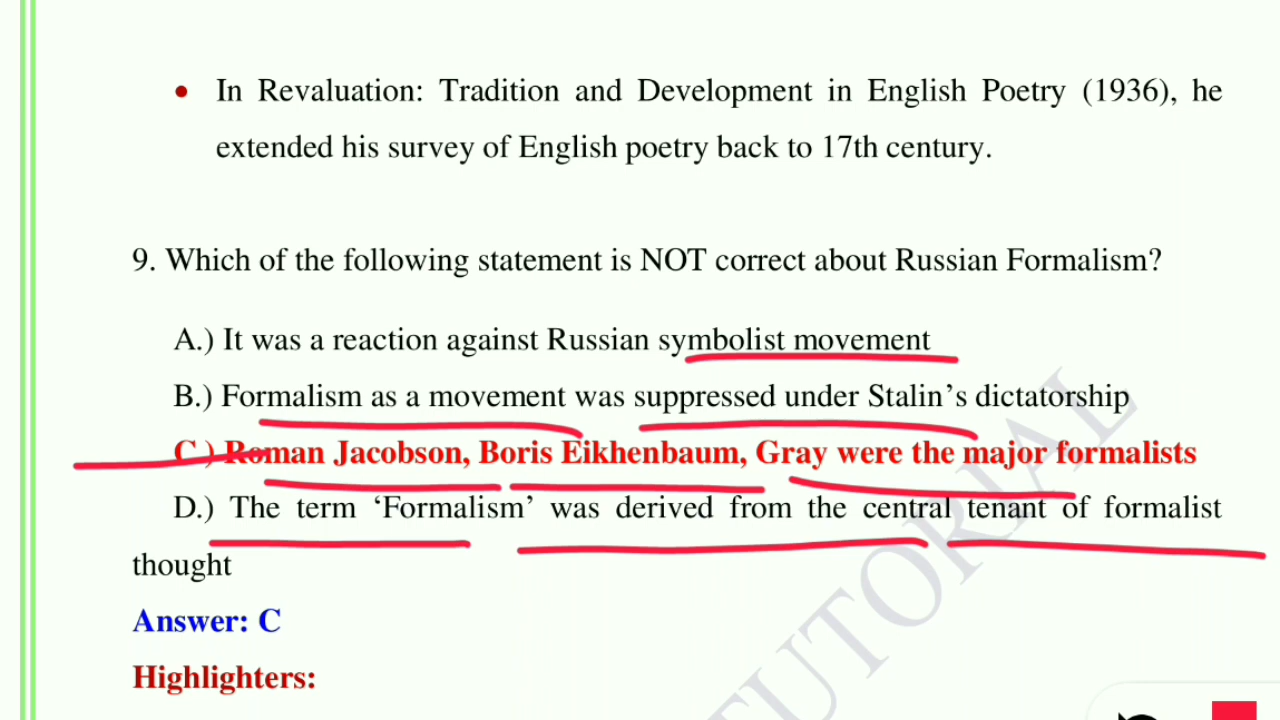 • In Revaluation: Tradition and Development in English Poetry (1936), he
extended his survey of English poetry back to 17th century.
9. Which of the following statement is NOT correct about Russian Formalism?
A.) It was a reaction against Russian symbolist movement
B.) Formalism as a movement was suppressed under Stalin’s dictatorship
C.) Roman Jacobson, Boris Eikhenbaum, Gray were the major formalists
D.) The term ‘Formalism’ was derived from the central tenant of formalist
thought
Answer: C
Highlighters:
TUTORIAL